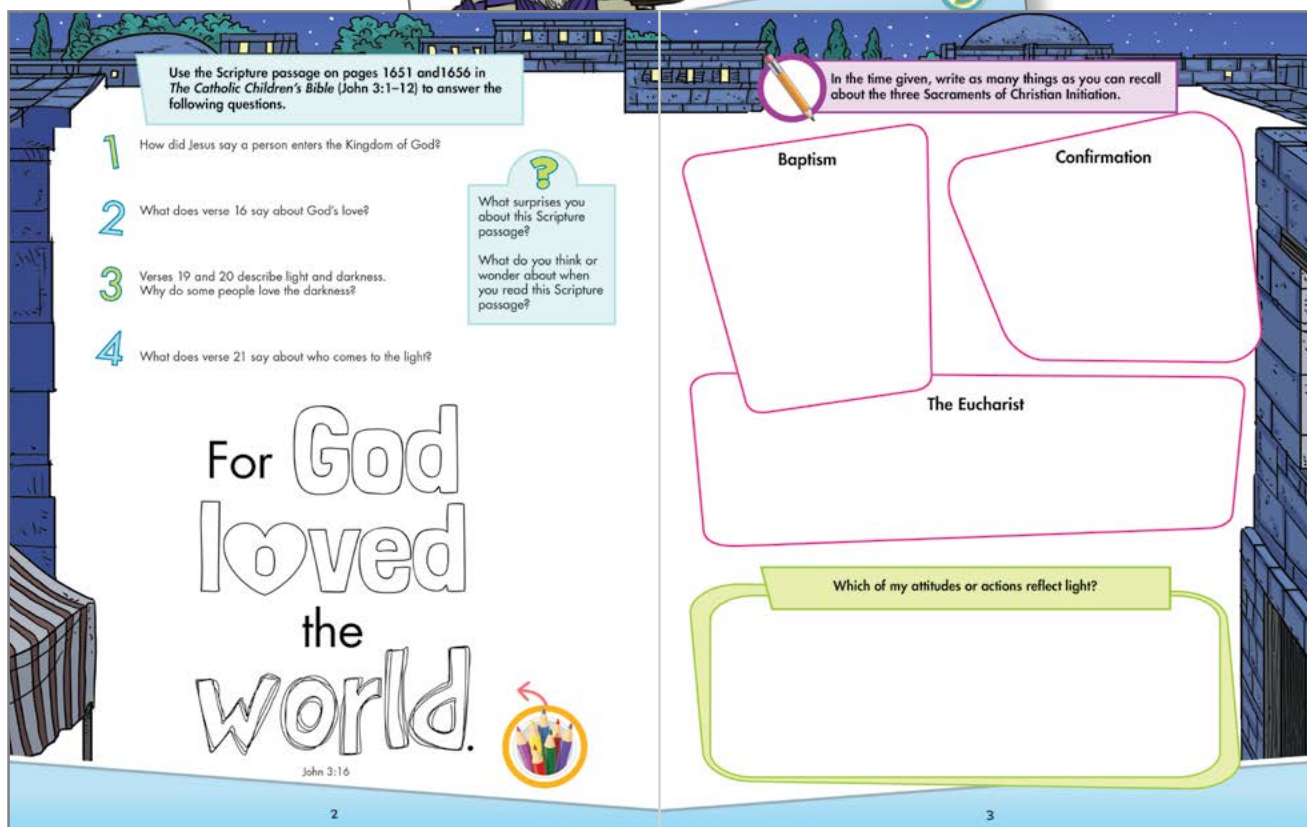 Use the Scripture passage on pages 1651 and1656 in
The Catholic Children's Bible (John 3:1–12) to answer the
following questions.
1
How did Jesus say a person enters the Kingdom of God?
2
What does verse 16 say about God's love?
3
Verses 19 and 20 describe light and darkness.
Why do some people love the darkness?
4
What does verse 21 say about who comes to the light?
?
What surprises you
about this Scripture
passage?
What do you think or
wonder about when
you read this Scripture
passage?
For God
loved
the
world.
John 3:16
2
In the time given, write as many things as you can recall
about the three Sacraments of Christian Initiation.
Baptism
Confirmation
The Eucharist
Which of my attitudes or actions reflect light?
3